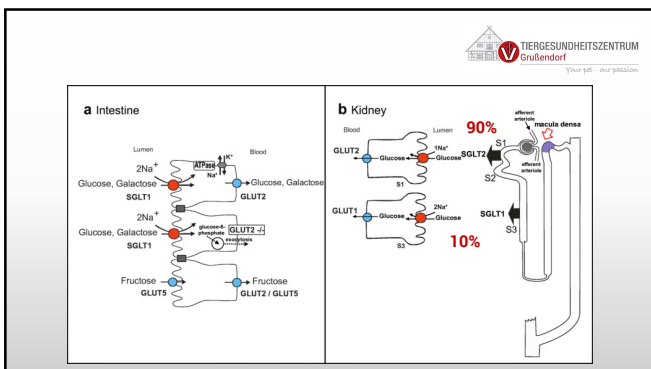 TIERGESUNDHEITSZENTRUM
Grußendorf
Your pet - our passion
a Intestine
Lumen
Blood
2Na+
ATPase
K+
Na+
Glucose, Galactose
SGLT1
Glucose, Galactose
GLUT2
2Na+
Glucose, Galactose
SGLT1
glucose-6-
phosphate
GLUT2 -/-
exocytosis
Fructose
GLUT5
Fructose
GLUT2 / GLUT5
b Kidney
Blood
Lumen
90%
GLUT2
1Na+
Glucose
Glucose
S1
GLUT1
2Na+
Glucose
Glucose
S3
10%
afferent
arteriole
macula densa
S1
SGLT2
S2
efferent
arteriole
SGLT1
S3